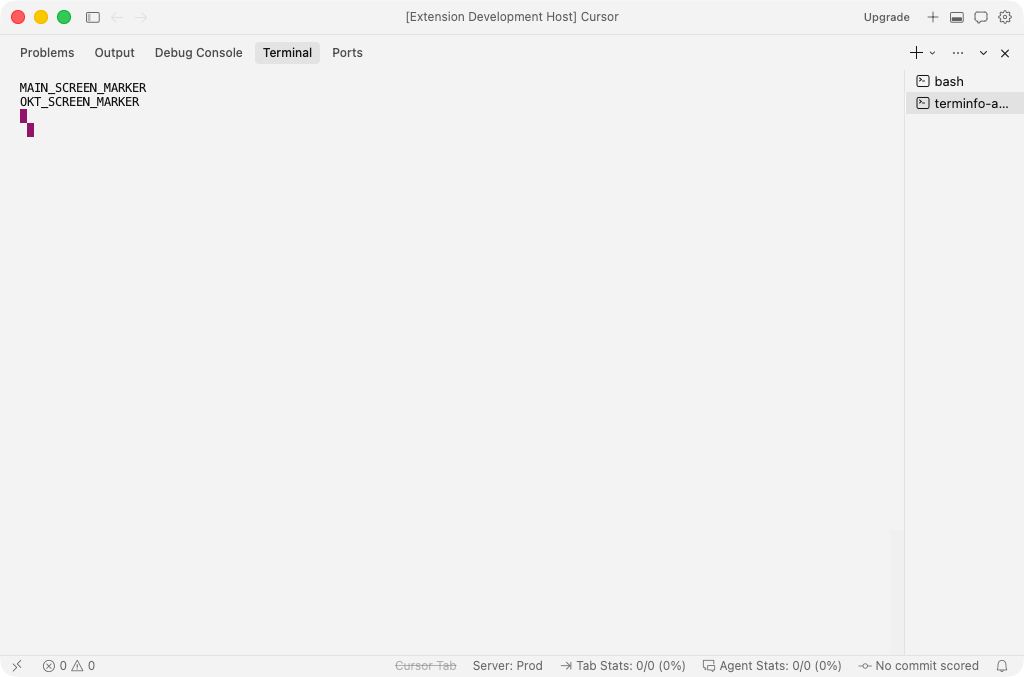 [Extension Development Host] Cursor
Upgrade
Problems Output Debug Console Terminal Ports
MAIN_SCREEN_MARKER
OKT_SCREEN_MARKER
bash
terminfo-a...
0 0 Cursor Tab Server: Prod Tab Stats: 0/0 (0%) Agent Stats: 0/0 (0%) No commit scored